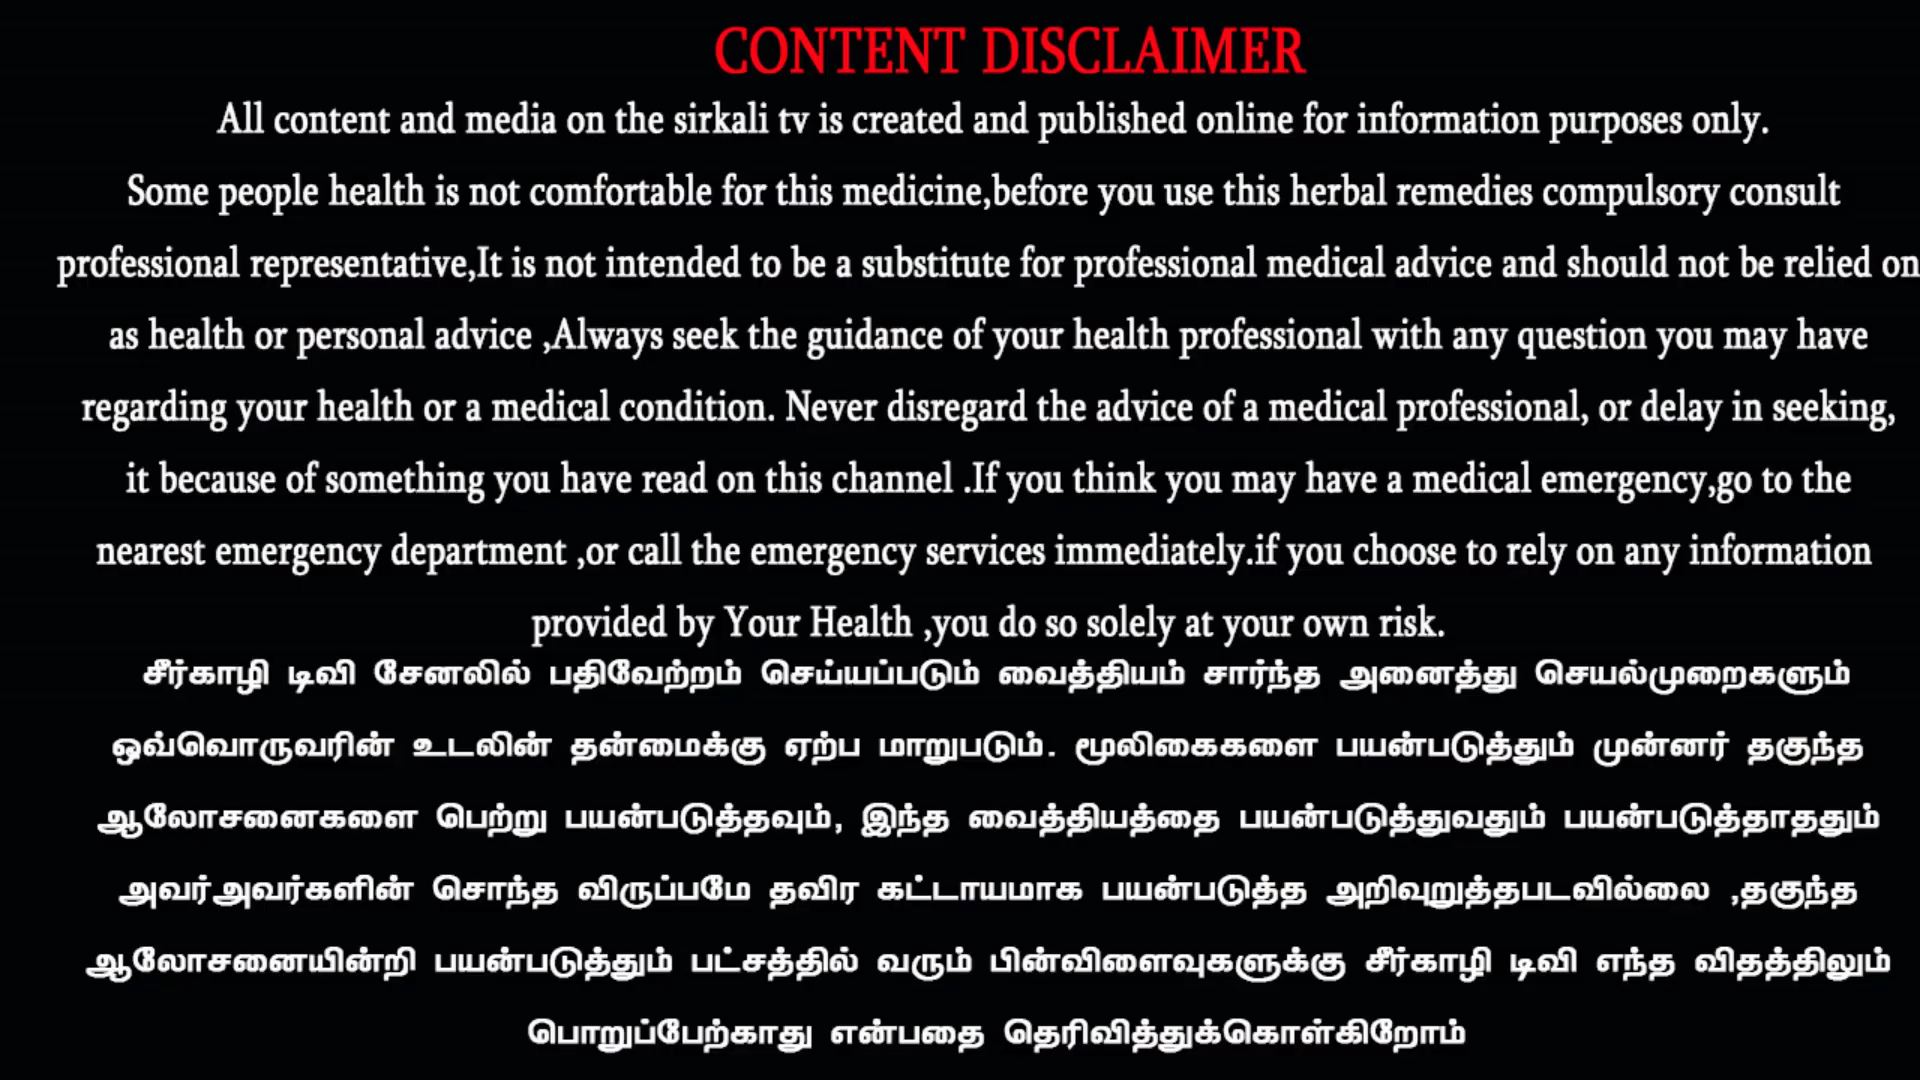 CONTENT DISCLAIMER
All content and media on the sirkali tv is created and published online for information purposes only.
Some people health is not comfortable for this medicine,before you use this herbal remedies compulsory consult
professional representative,It is not intended to be a substitute for professional medical advice and should not be relied on
as health or personal advice ,Always seek the guidance of your health professional with any question you may have
regarding your health or a medical condition. Never disregard the advice of a medical professional, or delay in seeking,
it because of something you have read on this channel .If you think you may have a medical emergency,go to the
nearest emergency department ,or call the emergency services immediately.if you choose to rely on any information
provided by Your Health ,you do so solely at your own risk.
சீர்காழி டிவி சேனலில் பதிவேற்றம் செய்யப்படும் வைத்தியம் சார்ந்த அனைத்து செயல்முறைகளும்
ஒவ்வொருவரின் உடலின் தன்மைக்கு ஏற்ப மாறுபடும். மூலிகைகளை பயன்படுத்தும் முன்னர் தகுந்த
ஆலோசனைகளை பெற்று பயன்படுத்தவும், இந்த வைத்தியத்தை பயன்படுத்துவதும் பயன்படுத்தாததும்
அவர்அவர்களின் சொந்த விருப்பமே தவிர கட்டாயமாக பயன்படுத்த அறிவுறுத்தபடவில்லை ,தகுந்த
ஆலோசனையின்றி பயன்படுத்தும் பட்சத்தில் வரும் பின்விளைவுகளுக்கு சீர்காழி டிவி எந்த விதத்திலும்
பொறுப்பேற்காது என்பதை தெரிவித்துக்கொள்கிறோம்